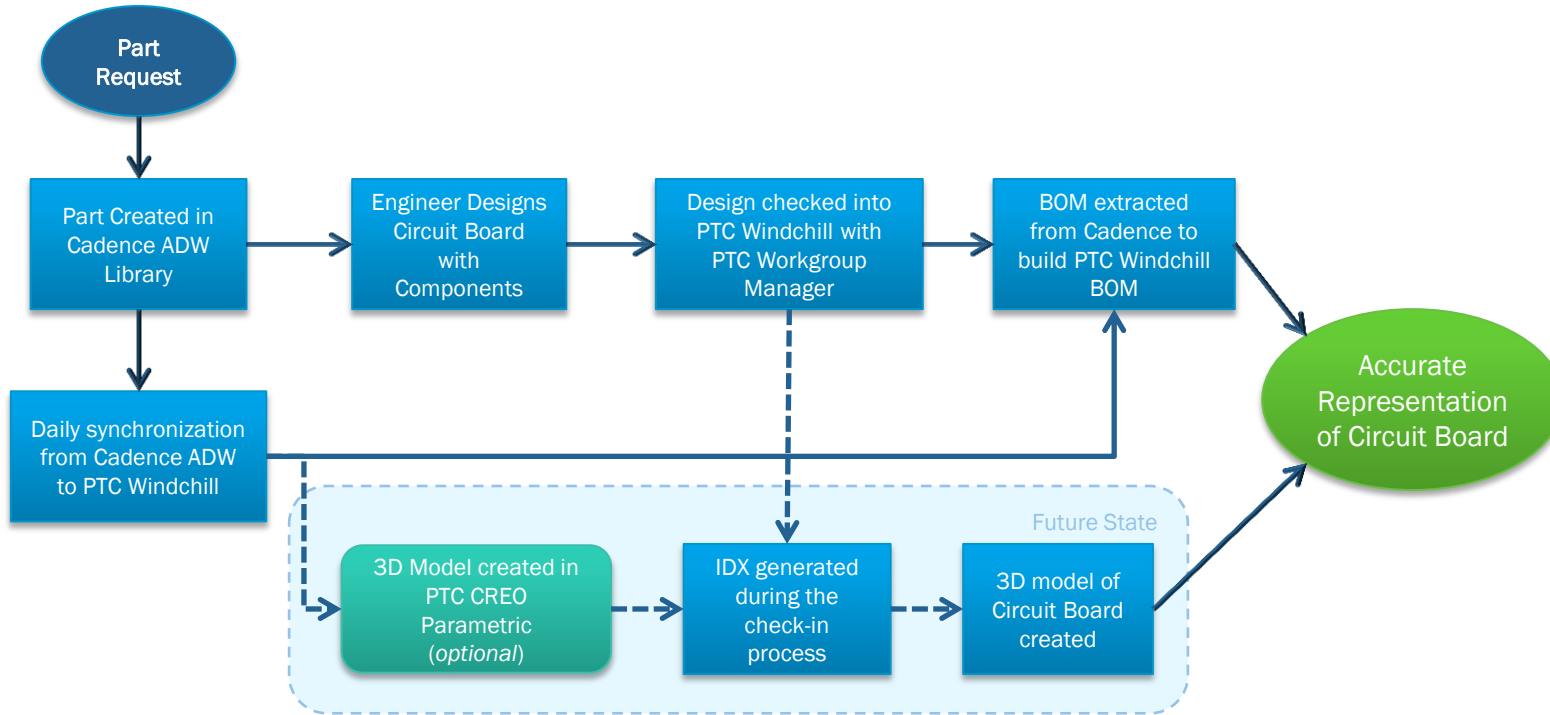 Part
Request
Part Created in
Cadence ADW
Library
Engineer Designs
Circuit Board
with
Components
Design checked into
PTC Windchill with
PTC Workgroup
Manager
BOM extracted
from Cadence to
build PTC Windchill
BOM
Accurate
Representation
of Circuit Board
Daily synchronization
from Cadence ADW
to PTC Windchill
Future State
3D Model created in
PTC CREO
Parametric
(optional)
IDX generated
during the
check-in
process
3D model of
Circuit Board
created